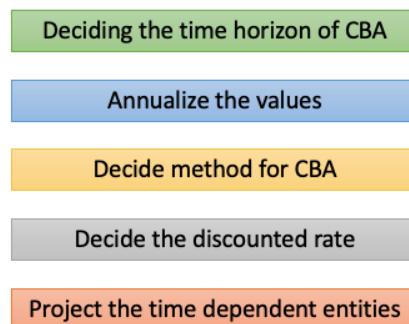 Deciding the time horizon of CBA
Annualize the values
Decide method for CBA
Decide the discounted rate
Project the time dependent entities